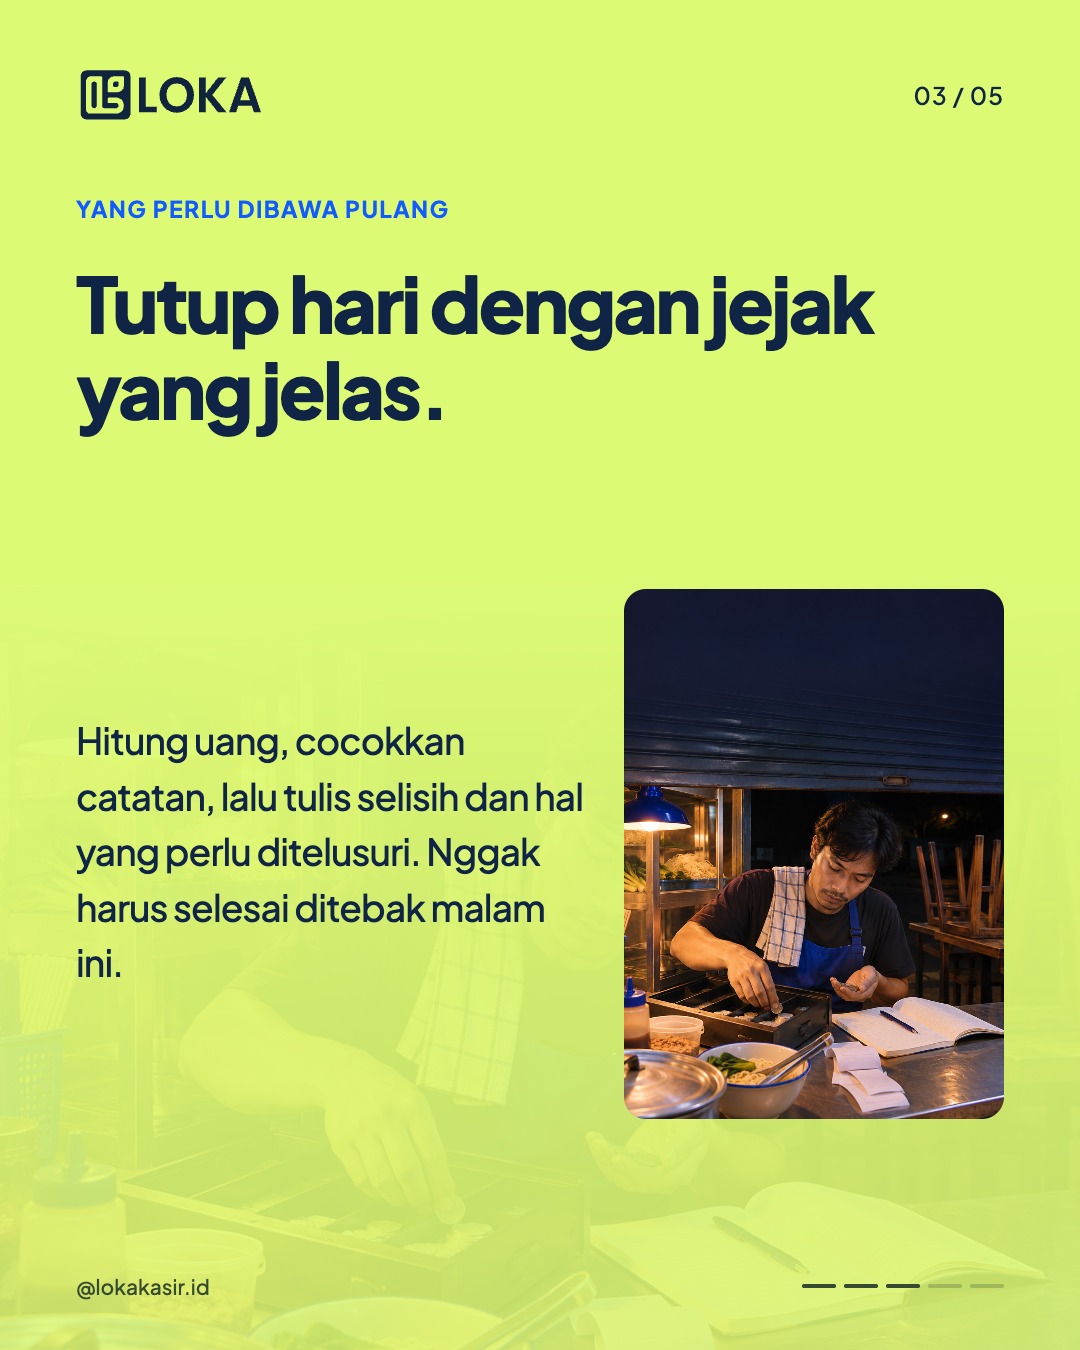 LOKA
03 / 05
YANG PERLU DIBAWA PULANG
Tutup hari dengan jejak
yang jelas.
Hitung uang, cocokkan
catatan, lalu tulis selisih dan hal
yang perlu ditelusuri. Nggak
harus selesai ditebak malam
ini.
@lokakasir.id